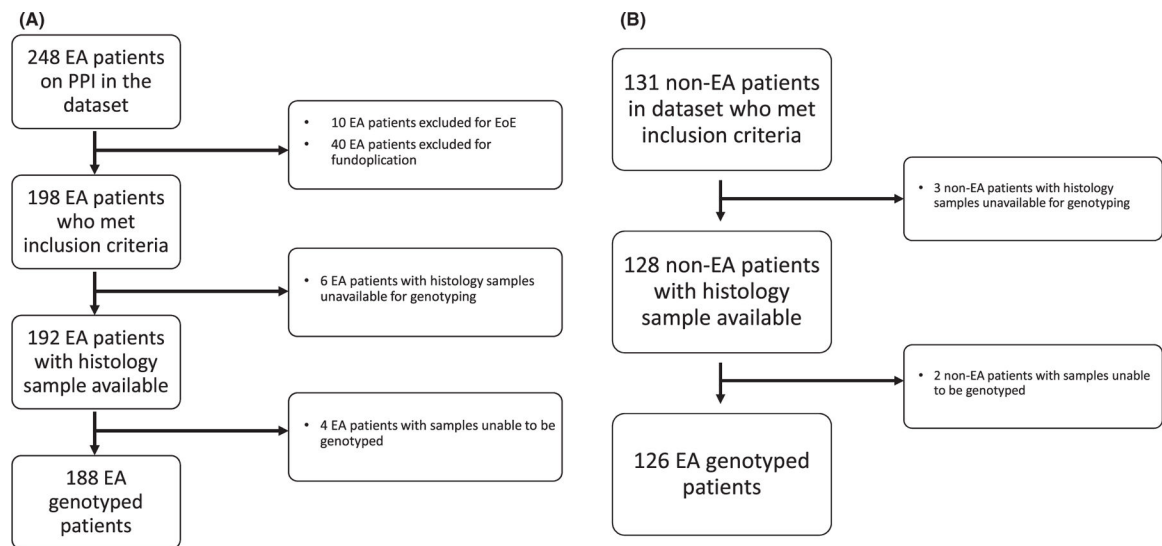 (A)
248 EA patients
on PPI in the
dataset
• 10 EA patients excluded for EoE
• 40 EA patients excluded for
fundoplication
198 EA patients
who met
inclusion criteria
• 6 EA patients with histology samples
unavailable for genotyping
192 EA patients
with histology
sample available
• 4 EA patients with samples unable to be
genotyped
188 EA
genotyped
patients
(B)
131 non-EA patients
in dataset who met
inclusion criteria
• 3 non-EA patients with histology
samples unavailable for genotyping
128 non-EA patients
with histology
sample available
• 2 non-EA patients with samples unable
to be genotyped
126 EA genotyped
patients